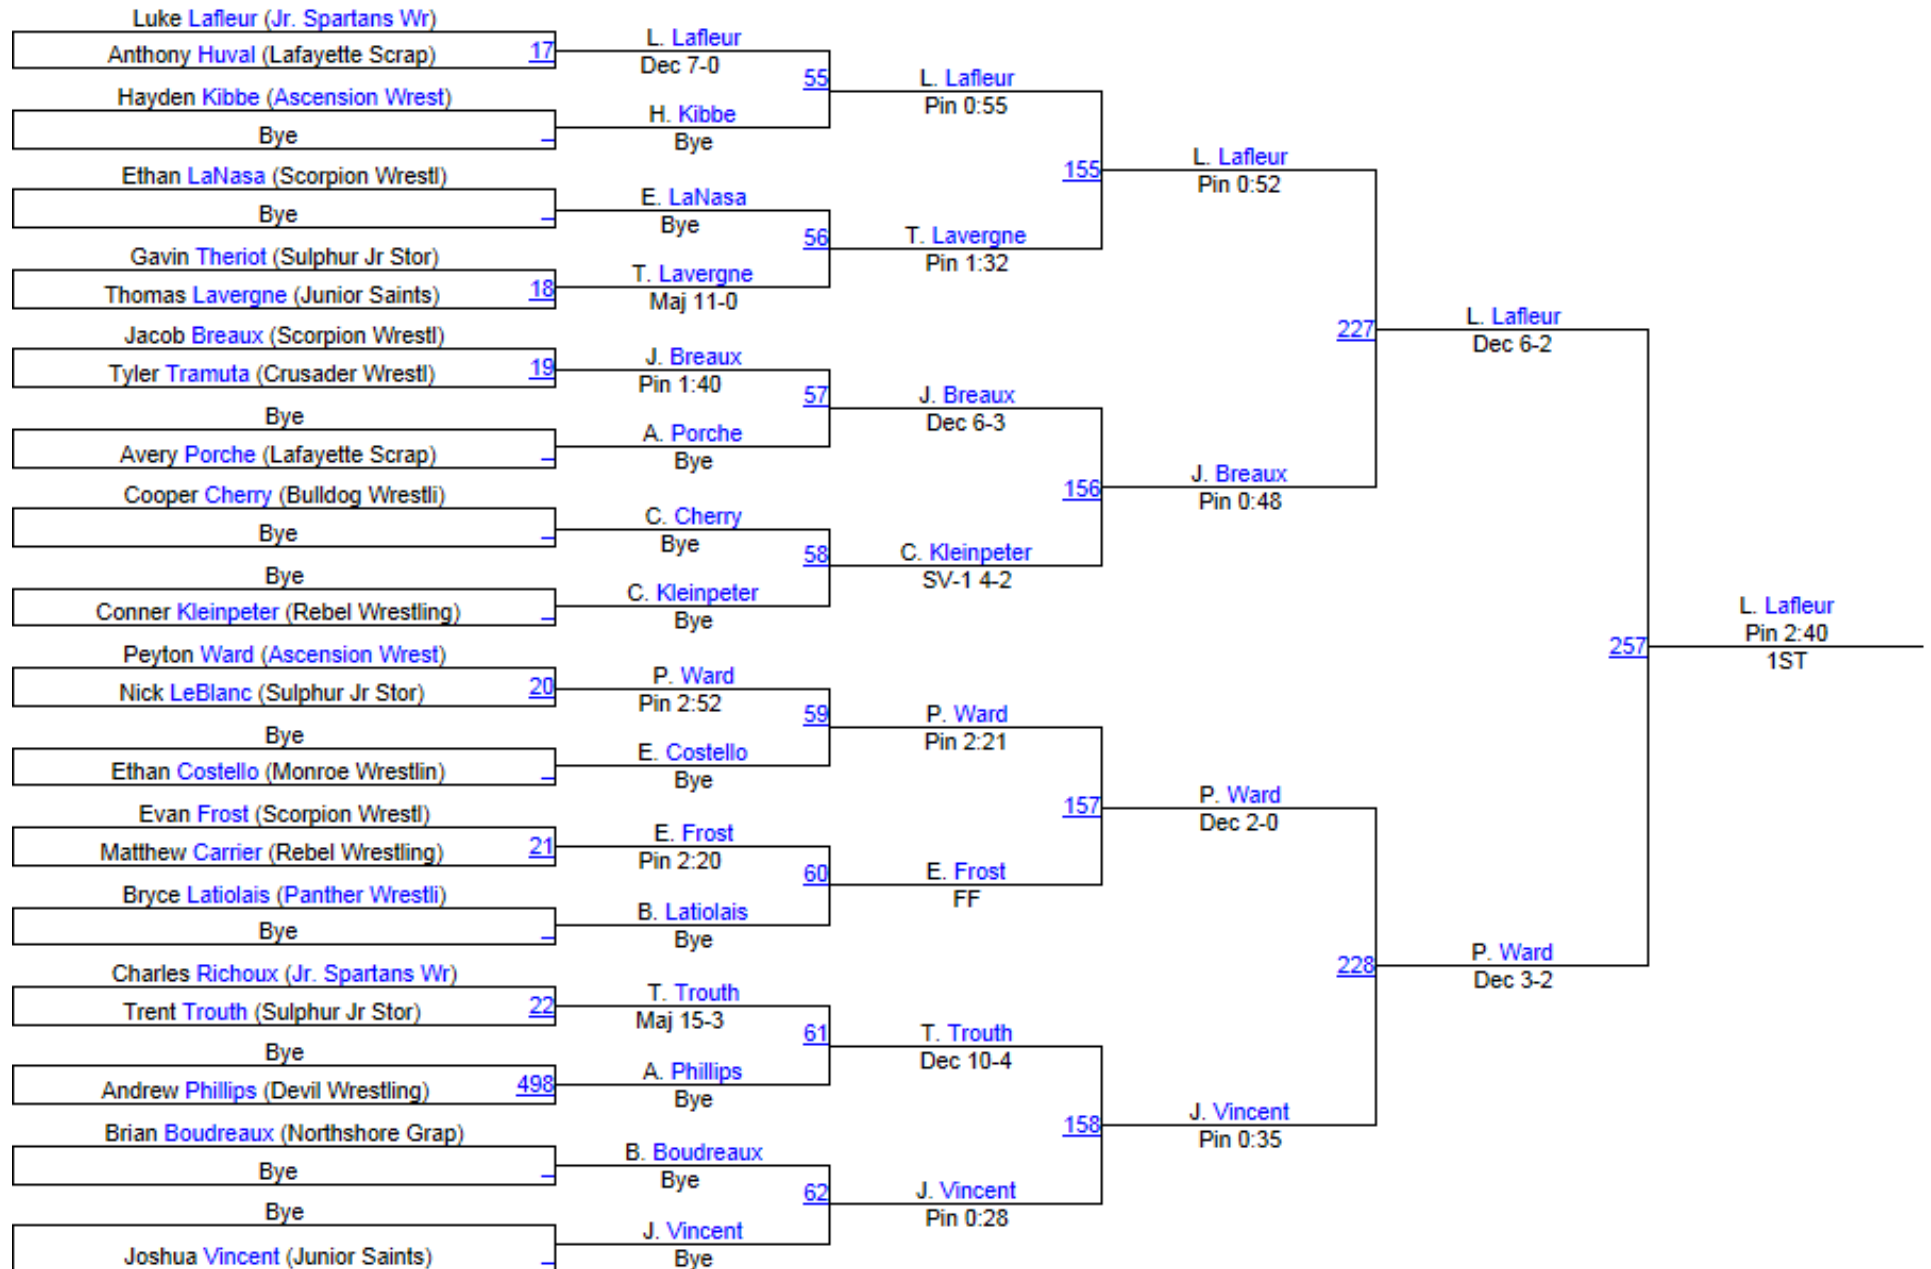 Luke Lafleur (Jr. Spartans Wr)
Anthony Huval (Lafayette Scrap) 17
Hayden Kibbe (Ascension Wrest)
Bye
Ethan LaNasa (Scorpion Wrestl)
Bye
Gavin Theriot (Sulphur Jr Stor)
Thomas Lavergne (Junior Saints) 18
Jacob Breaux (Scorpion Wrestl)
Tyler Tramuta (Crusader Wrestl) 19
Bye
Avery Porche (Lafayette Scrap)
Cooper Cherry (Bulldog Wrestli)
Bye
Bye
Conner Kleinpeter (Rebel Wrestling)
Peyton Ward (Ascension Wrest)
Nick LeBlanc (Sulphur Jr Stor) 20
Bye
Ethan Costello (Monroe Wrestlin)
Evan Frost (Scorpion Wrestl)
Matthew Carrier (Rebel Wrestling) 21
Bryce Latiolais (Panther Wrestli)
Bye
Charles Richoux (Jr. Spartans Wr)
Trent Trouth (Sulphur Jr Stor) 22
Bye
Andrew Phillips (Devil Wrestling) 498
Brian Boudreaux (Northshore Grap)
Bye
Bye
Joshua Vincent (Junior Saints)
L. Lafleur
Dec 7-0
55
H. Kibbe
Bye
E. LaNasa
Bye
56
T. Lavergne
Maj 11-0
J. Breaux
Pin 1:40
57
A. Porche
Bye
C. Cherry
Bye
58
C. Kleinpeter
Bye
P. Ward
Pin 2:52
59
E. Costello
Bye
E. Frost
Pin 2:20
60
B. Latiolais
Bye
T. Trouth
Maj 15-3
61
A. Phillips
Bye
B. Boudreaux
Bye
62
J. Vincent
Bye
L. Lafleur
Pin 0:55
155
T. Lavergne
Pin 1:32
J. Breaux
Dec 6-3
156
C. Kleinpeter
SV-1 4-2
P. Ward
Pin 2:21
157
E. Frost
FF
T. Trouth
Dec 10-4
158
J. Vincent
Pin 0:28
L. Lafleur
Pin 0:52
227
J. Breaux
Pin 0:48
P. Ward
Dec 2-0
228
J. Vincent
Pin 0:35
L. Lafleur
Dec 6-2
257
P. Ward
Dec 3-2
L. Lafleur
Pin 2:40
1ST